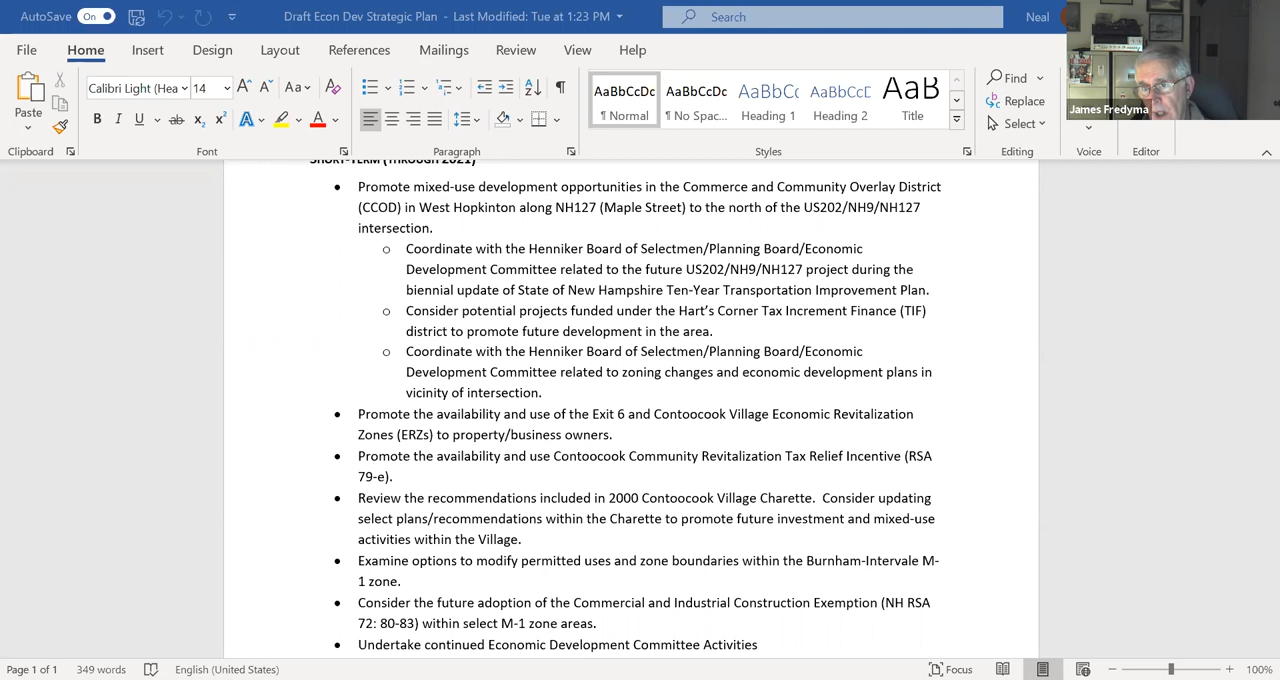 AutoSave On Draft Econ Dev Strategic Plan - Last Modified: Tue at 1:23 PM Search Neal
File Home Insert Design Layout References Mailings Review View Help
James Fredyma
Paste
Calibri Light (Hea 14 Aa
B I U ab x₂ x² A A
AaBbCcDc AaBbCcDc AaBbCc AaBbCcD AaB
¶ Normal ¶ No Spac... Heading 1 Heading 2 Title
Find
Replace
Select
Clipboard Font Paragraph Styles Editing Voice Editor
SHORT-TERM (THROUGH 2021)
• Promote mixed-use development opportunities in the Commerce and Community Overlay District
(CCOD) in West Hopkinton along NH127 (Maple Street) to the north of the US202/NH9/NH127
intersection.
o Coordinate with the Henniker Board of Selectmen/Planning Board/Economic
Development Committee related to the future US202/NH9/NH127 project during the
biennial update of State of New Hampshire Ten-Year Transportation Improvement Plan.
o Consider potential projects funded under the Hart’s Corner Tax Increment Finance (TIF)
district to promote future development in the area.
o Coordinate with the Henniker Board of Selectmen/Planning Board/Economic
Development Committee related to zoning changes and economic development plans in
vicinity of intersection.
• Promote the availability and use of the Exit 6 and Contoocook Village Economic Revitalization
Zones (ERZs) to property/business owners.
• Promote the availability and use Contoocook Community Revitalization Tax Relief Incentive (RSA
79-e).
• Review the recommendations included in 2000 Contoocook Village Charette.  Consider updating
select plans/recommendations within the Charette to promote future investment and mixed-use
activities within the Village.
• Examine options to modify permitted uses and zone boundaries within the Burnham-Intervale M-
1 zone.
• Consider the future adoption of the Commercial and Industrial Construction Exemption (NH RSA
72: 80-83) within select M-1 zone areas.
• Undertake continued Economic Development Committee Activities
Page 1 of 1 349 words English (United States) Focus 100%